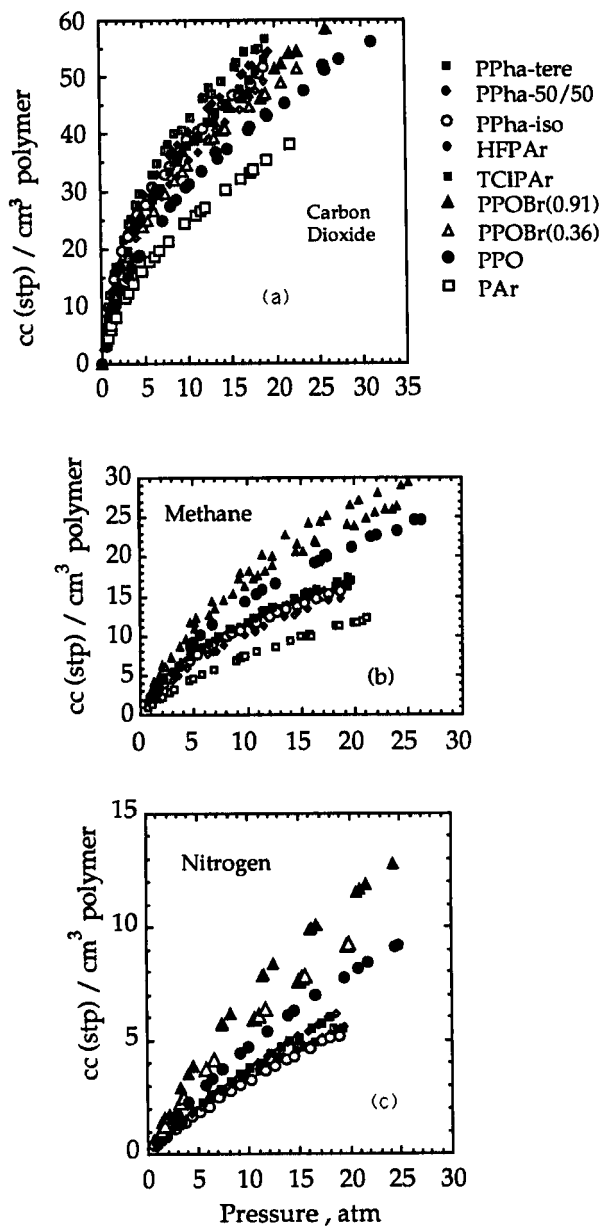 60
50
40
30
20
10
0
cc (stp) / cm³ polymer
Carbon
Dioxide
(a)
0 5 10 15 20 25 30 35
PPha-tere
PPha-50/50
PPha-iso
HFPAr
TClPAr
PPOBr(0.91)
PPOBr(0.36)
PPO
PAr
30
25
20
15
10
5
0
cc (stp) / cm³ polymer
Methane
(b)
0 5 10 15 20 25 30
15
10
5
0
cc (stp) / cm³ polymer
Nitrogen
(c)
0 5 10 15 20 25 30
Pressure , atm